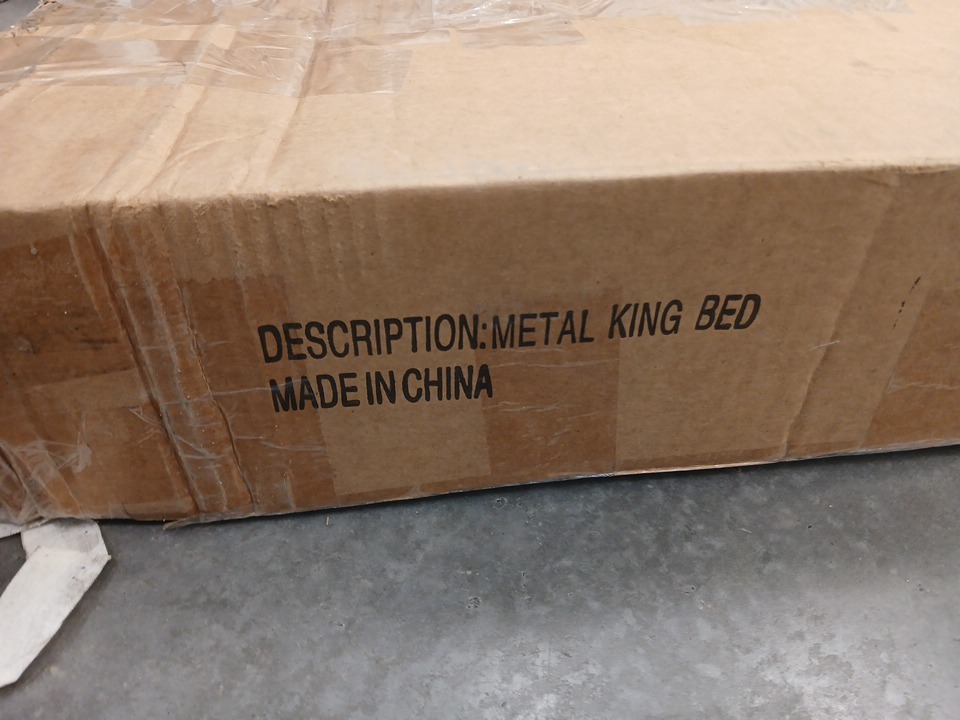 DESCRIPTION:METAL KING BED
MADE IN CHINA